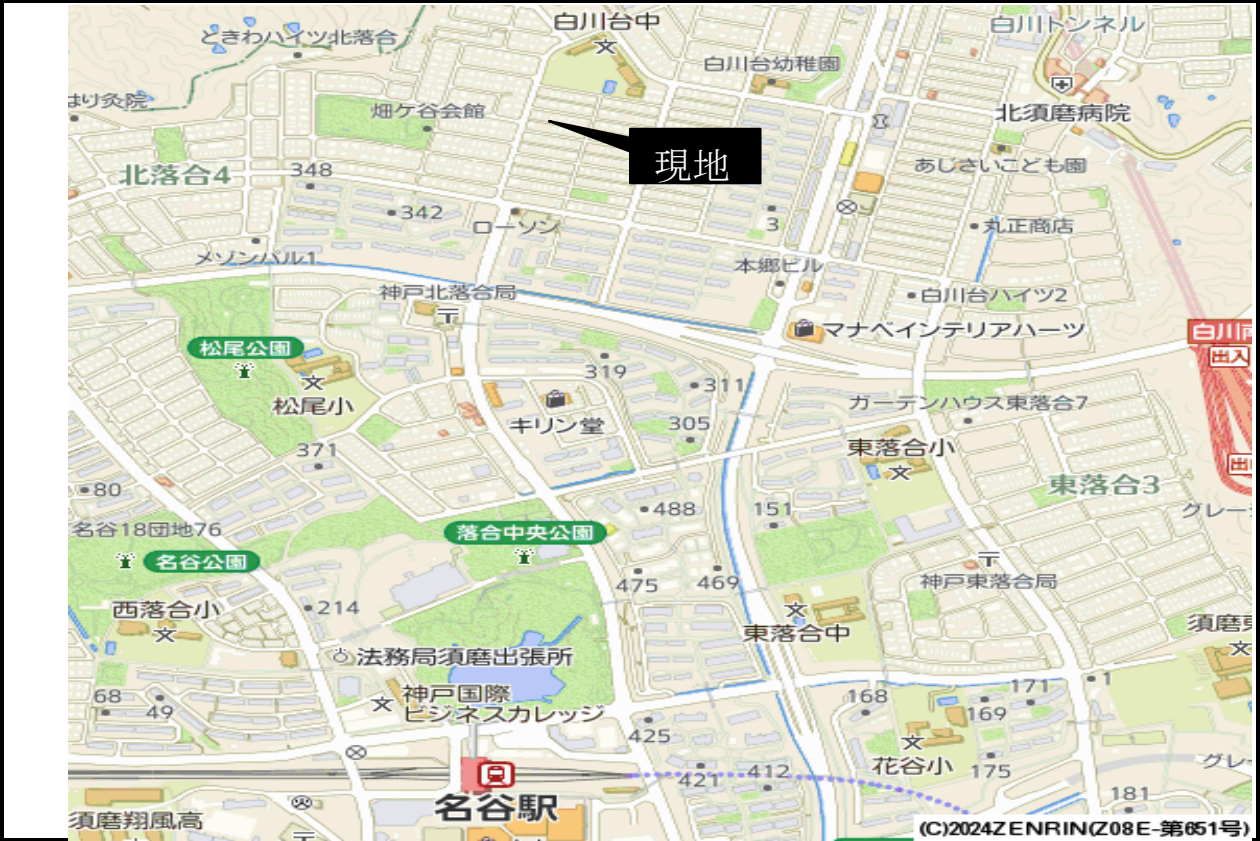 白川台中
ときわハイツ北落合
白川トンネル
白川台幼稚園
はり灸院
畑ケ谷会館
北須磨病院
現地
あじさいこども園
北落合4
348
342
ローソン
3
丸正商店
メゾンパル1
本郷ビル
神戸北落合局
白川台ハイツ2
マナベインテリアハーツ
白川
出入
松尾公園
319
311
松尾小
キリン堂
305
ガーデンハウス東落合7
371
東落合小
80
東落合3
488
151
グレー
名谷18団地76
落合中央公園
名谷公園
475
469
神戸東落合局
西落合小
214
東落合中
須磨
法務局須磨出張所
68
49
神戸国際
ビジネスカレッジ
168
171
1
169
425
花谷小
175
421
412
グレ
名谷駅
181
須磨翔風高
(C)2024ZENRIN(Z08E-第651号)